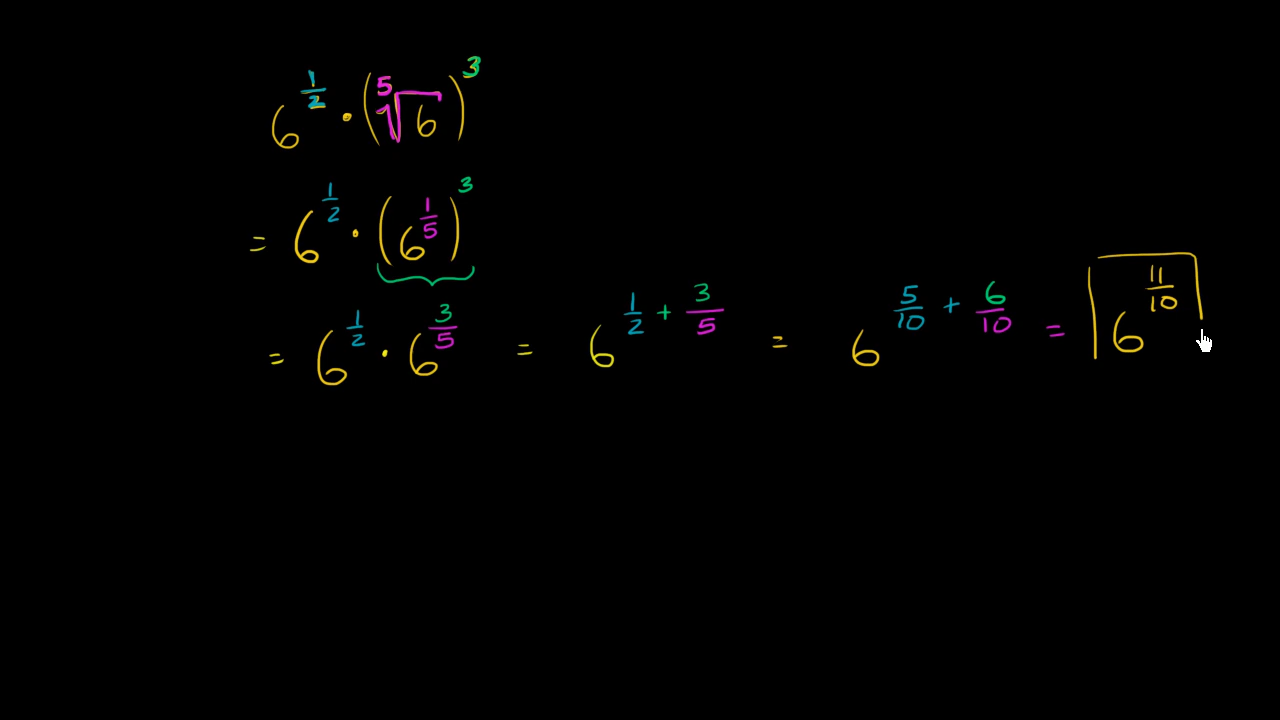 6^{1/2} · (⁵√6)^3
= 6^{1/2} · (6^{1/5})^3
= 6^{1/2} · 6^{3/5} = 6^{1/2 + 3/5} = 6^{5/10 + 6/10} = 6^{11/10}